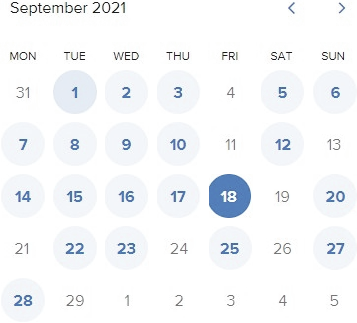 September 2021
MON TUE WED THU FRI SAT SUN
31 1 2 3 4 5 6
7 8 9 10 11 12 13
14 15 16 17 18 19 20
21 22 23 24 25 26 27
28 29 1 2 3 4 5